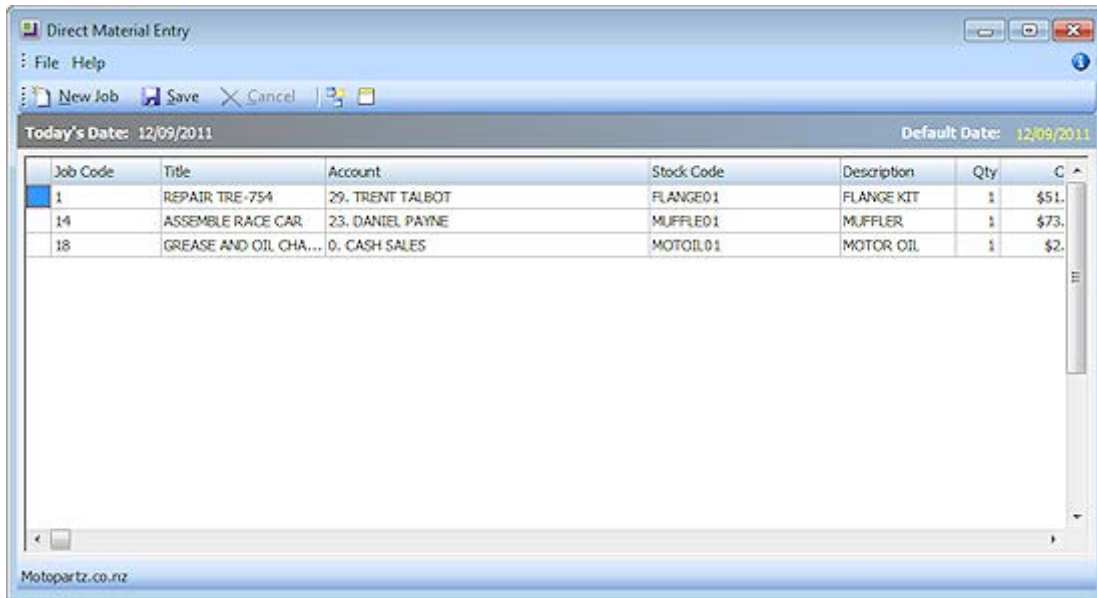 Direct Material Entry
File Help
New Job Save Cancel
Today's Date: 12/09/2011 Default Date: 12/09/2011
Job Code Title Account Stock Code Description Qty C
1 REPAIR TRE-754 29. TRENT TALBOT FLANGE01 FLANGE KIT 1 $51.
14 ASSEMBLE RACE CAR 23. DANIEL PAYNE MUFFLE01 MUFFLER 1 $73.
18 GREASE AND OIL CHA... 0. CASH SALES MOTOIL01 MOTOR OIL 1 $2.
Motopartz.co.nz